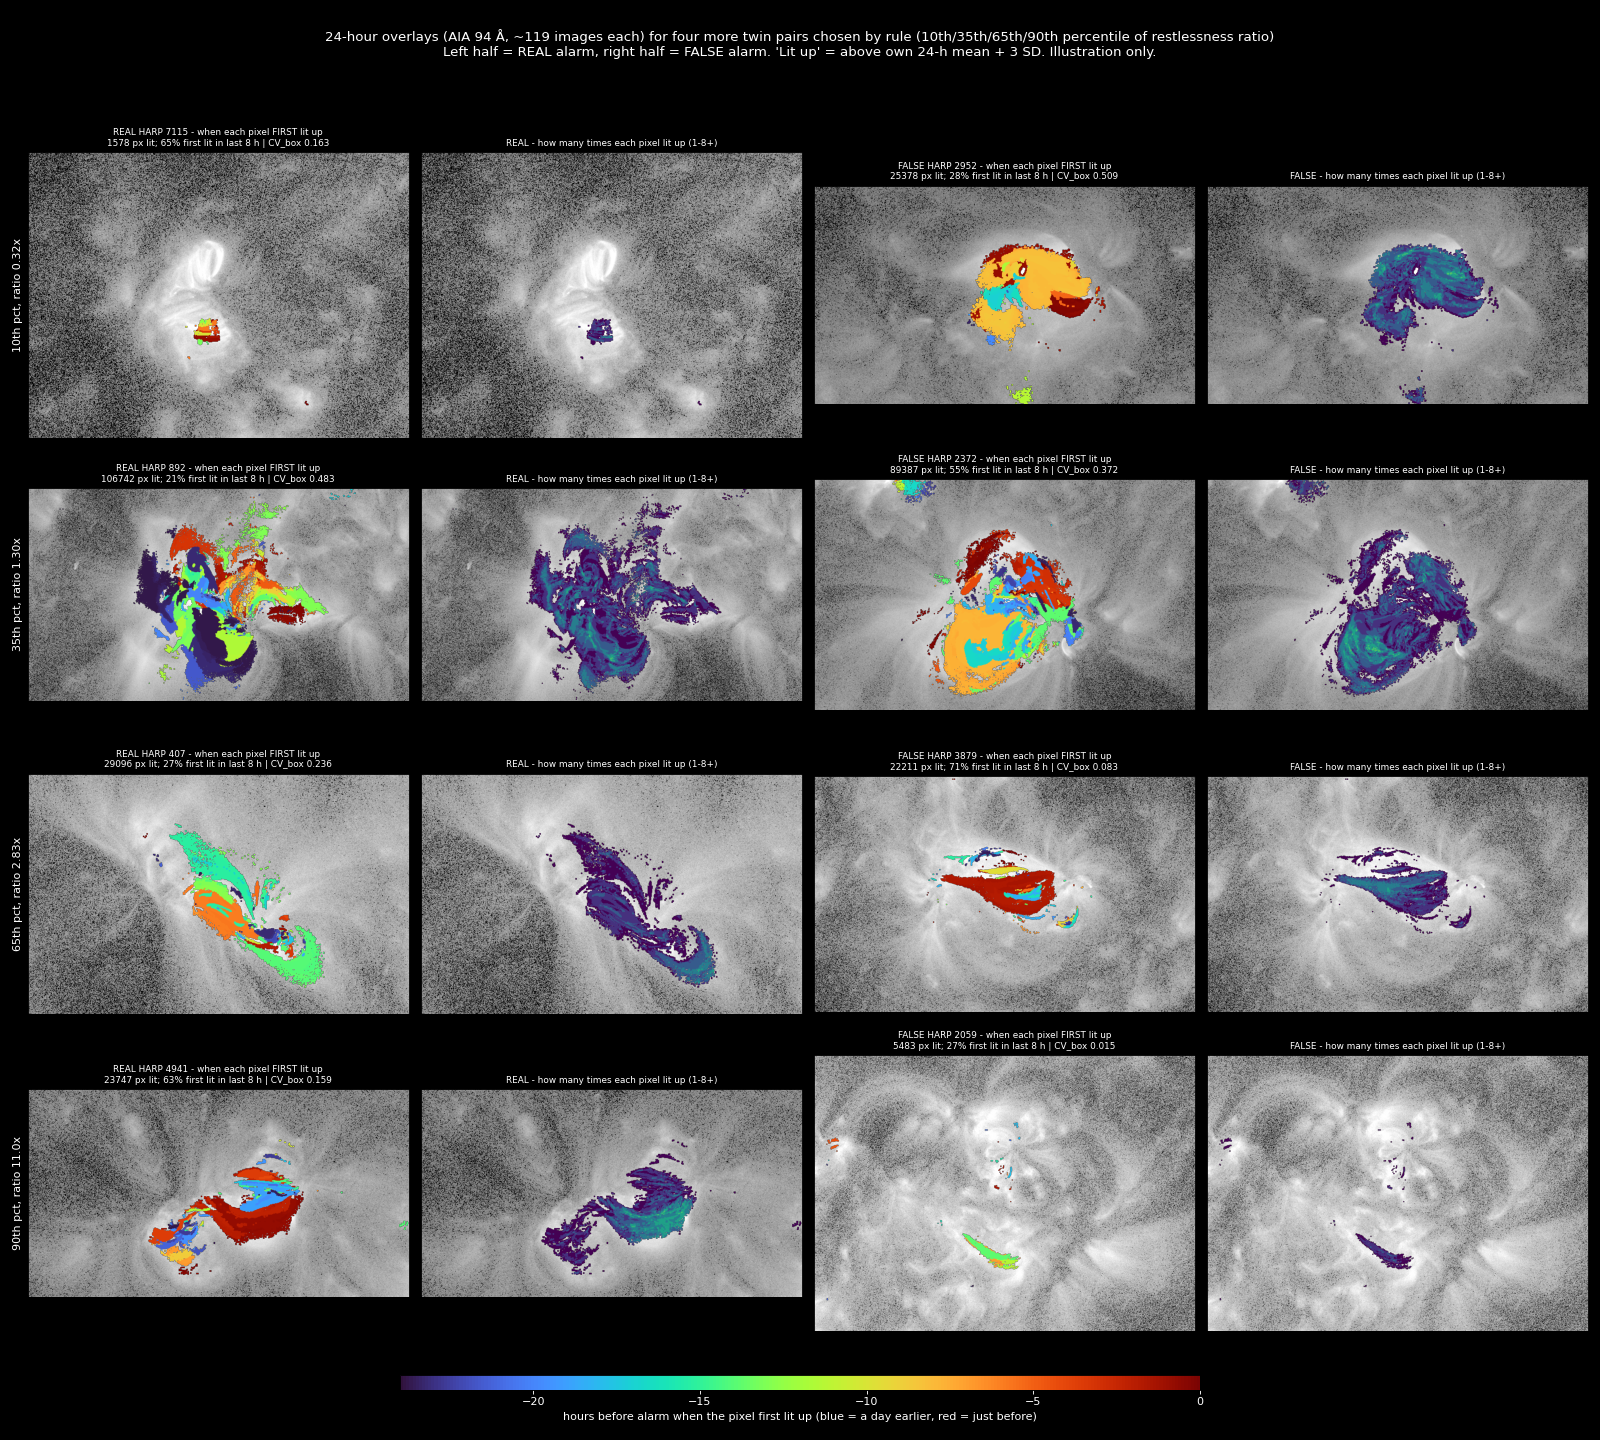 24-hour overlays (AIA 94 Å, ~119 images each) for four more twin pairs chosen by rule (10th/35th/65th/90th percentile of restlessness ratio)
Left half = REAL alarm, right half = FALSE alarm. 'Lit up' = above own 24-h mean + 3 SD. Illustration only.
10th pct, ratio 0.32x
REAL HARP 7115 - when each pixel FIRST lit up
1578 px lit; 65% first lit in last 8 h | CV_box 0.163
REAL - how many times each pixel lit up (1-8+)
FALSE HARP 2952 - when each pixel FIRST lit up
25378 px lit; 28% first lit in last 8 h | CV_box 0.509
FALSE - how many times each pixel lit up (1-8+)
35th pct, ratio 1.30x
REAL HARP 892 - when each pixel FIRST lit up
106742 px lit; 21% first lit in last 8 h | CV_box 0.483
REAL - how many times each pixel lit up (1-8+)
FALSE HARP 2372 - when each pixel FIRST lit up
89387 px lit; 55% first lit in last 8 h | CV_box 0.372
FALSE - how many times each pixel lit up (1-8+)
65th pct, ratio 2.83x
REAL HARP 407 - when each pixel FIRST lit up
29096 px lit; 27% first lit in last 8 h | CV_box 0.236
REAL - how many times each pixel lit up (1-8+)
FALSE HARP 3879 - when each pixel FIRST lit up
22211 px lit; 71% first lit in last 8 h | CV_box 0.083
FALSE - how many times each pixel lit up (1-8+)
90th pct, ratio 11.0x
REAL HARP 4941 - when each pixel FIRST lit up
23747 px lit; 63% first lit in last 8 h | CV_box 0.159
REAL - how many times each pixel lit up (1-8+)
FALSE HARP 2059 - when each pixel FIRST lit up
5483 px lit; 27% first lit in last 8 h | CV_box 0.015
FALSE - how many times each pixel lit up (1-8+)
−20 −15 −10 −5 0
hours before alarm when the pixel first lit up (blue = a day earlier, red = just before)